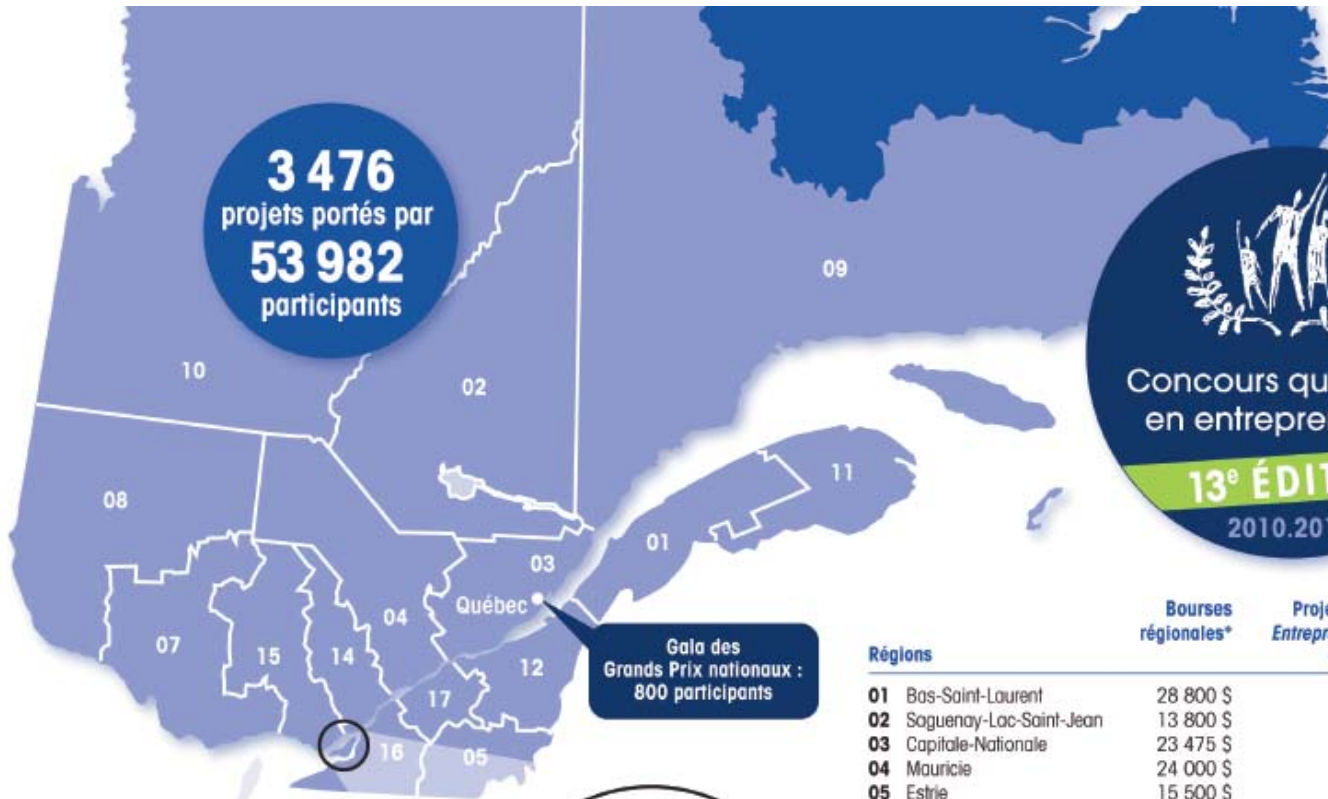 3 476
projets portés par
53 982
participants
09
10
02
Concours qu
en entrepre
13e ÉDIT
2010.201
08
11
01
03
Québec
04
07
15
14
12
17
16
05
Gala des
Grands Prix nationaux :
800 participants
Régions
Bourses
régionales*
Proje
Entrepr
01 Bas-Saint-Laurent 28 800 $
02 Saguenay-Lac-Saint-Jean 13 800 $
03 Capitale-Nationale 23 475 $
04 Mauricie 24 000 $
05 Estrie 15 500 $